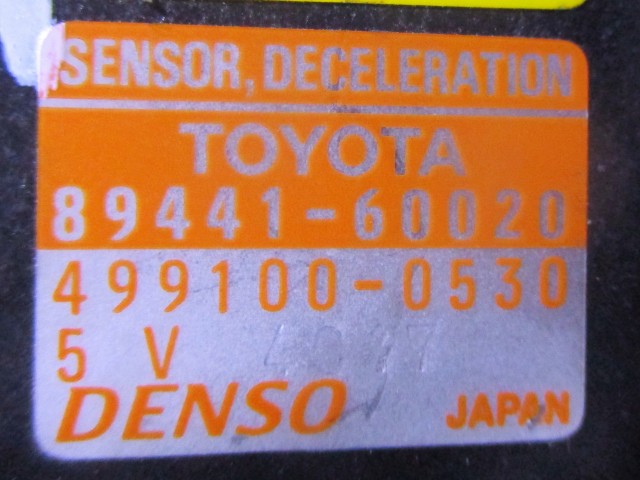 SENSOR, DECELERATION
TOYOTA
89441-60020
499100-0530
5 V
DENSO JAPAN